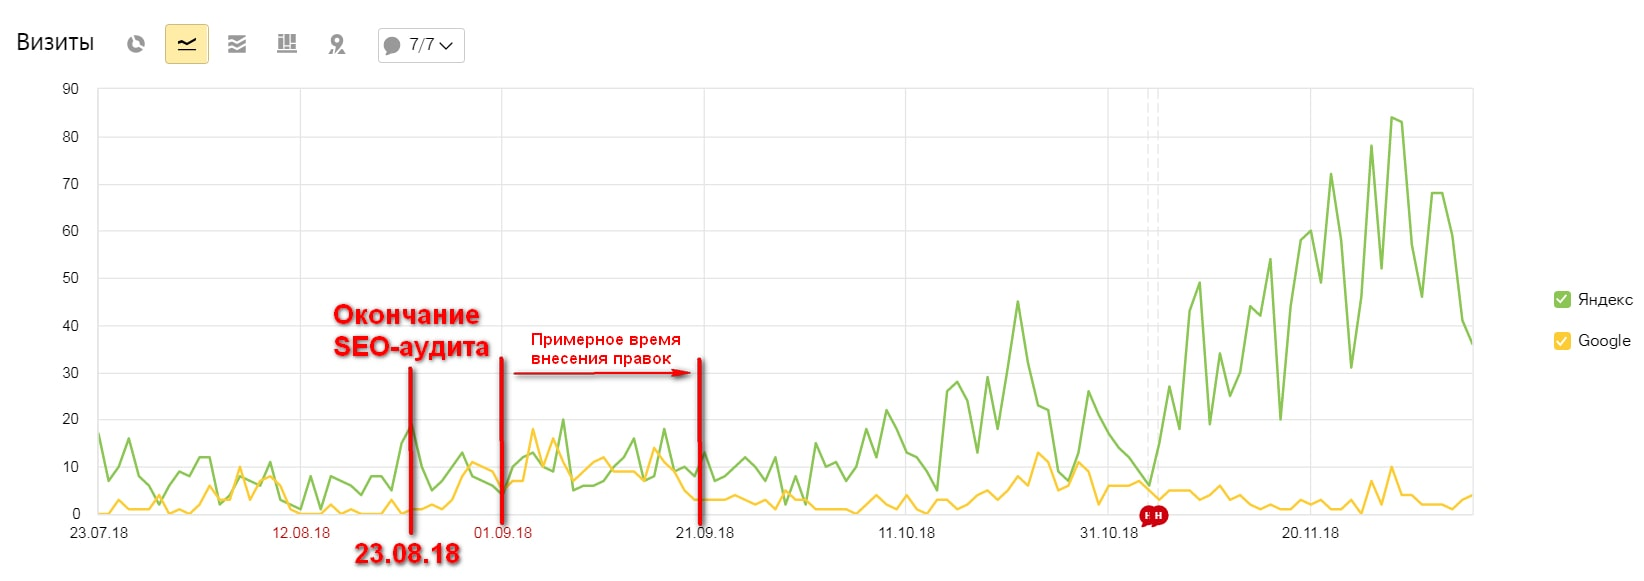 Визиты
7/7
90
80
70
60
50
40
30
20
10
0
Окончание
SEO-аудита
Примерное время
внесения правок
Яндекс
Google
23.07.18
12.08.18
01.09.18
21.09.18
11.10.18
31.10.18
20.11.18
23.08.18
Н